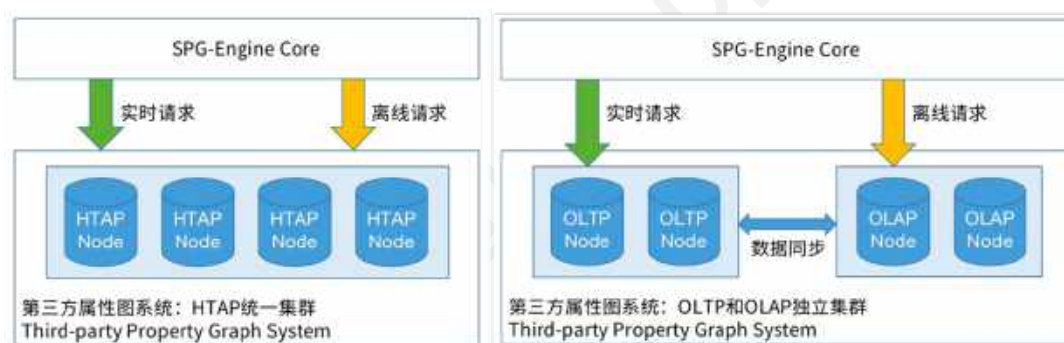 SPG-Engine Core
实时请求
离线请求
HTAP
Node
HTAP
Node
HTAP
Node
HTAP
Node
第三方属性图系统：HTAP统一集群
Third-party Property Graph System
SPG-Engine Core
实时请求
离线请求
OLTP
Node
OLTP
Node
数据同步
OLAP
Node
OLAP
Node
第三方属性图系统：OLTP和OLAP独立集群
Third-party Property Graph System